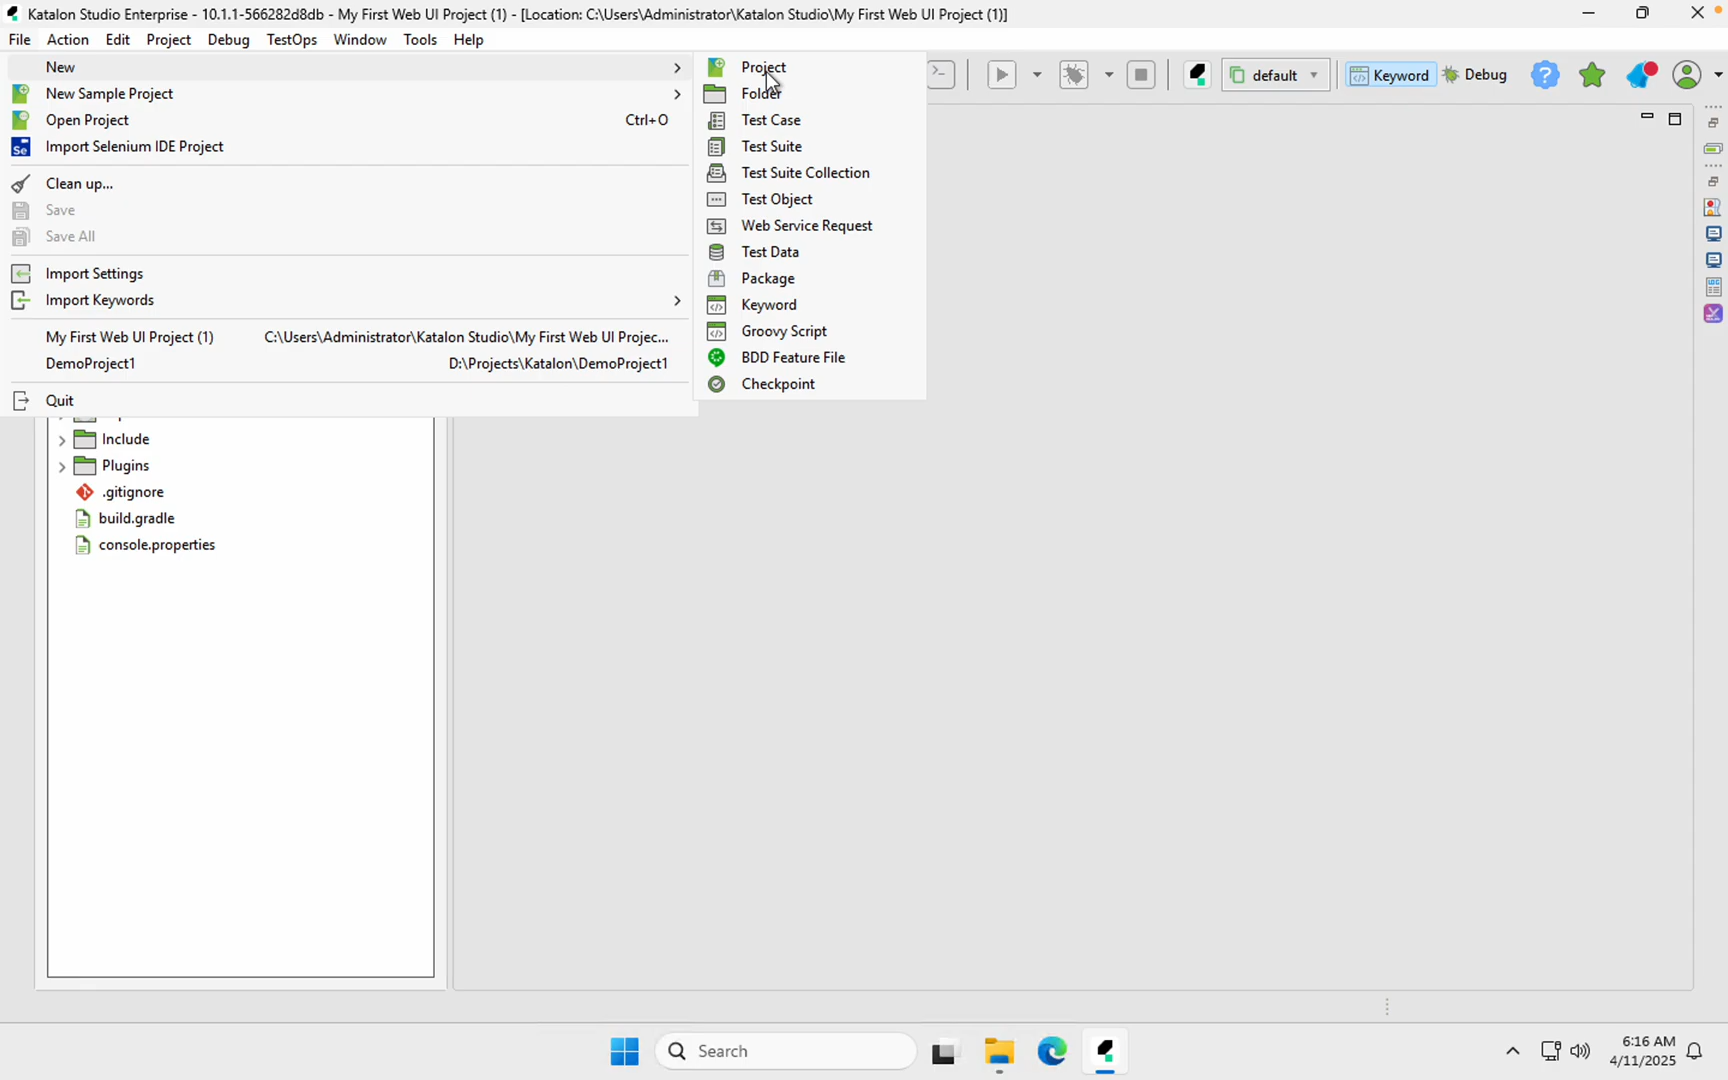 Katalon Studio Enterprise - 10.1.1-566282d8db - My First Web UI Project (1) - [Location: C:\Users\Administrator\Katalon Studio\My First Web UI Project (1)]
File Action Edit Project Debug TestOps Window Tools Help
New
New Sample Project
Open Project Ctrl+O
Import Selenium IDE Project
Clean up...
Save
Save All
Import Settings
Import Keywords
My First Web UI Project (1) C:\Users\Administrator\Katalon Studio\My First Web UI Projec...
DemoProject1 D:\Projects\Katalon\DemoProject1
Quit
Project
Folder
Test Case
Test Suite
Test Suite Collection
Test Object
Web Service Request
Test Data
Package
Keyword
Groovy Script
BDD Feature File
Checkpoint
default Keyword Debug
Include
Plugins
.gitignore
build.gradle
console.properties
Search
6:16 AM
4/11/2025